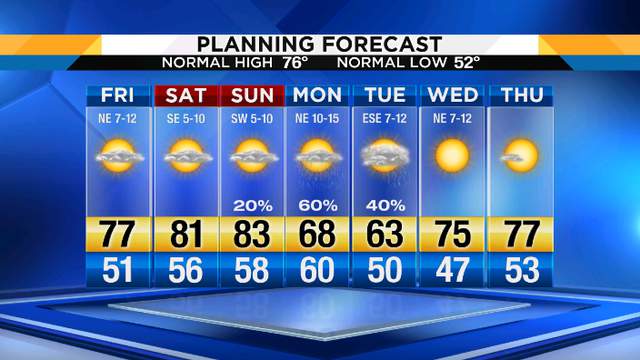 PLANNING FORECAST
NORMAL HIGH 76° NORMAL LOW 52°
FRI SAT SUN MON TUE WED THU
NE 7-12 SE 5-10 SW 5-10 NE 10-15 ESE 7-12 NE 7-12
20% 60% 40%
77 81 83 68 63 75 77
51 56 58 60 50 47 53